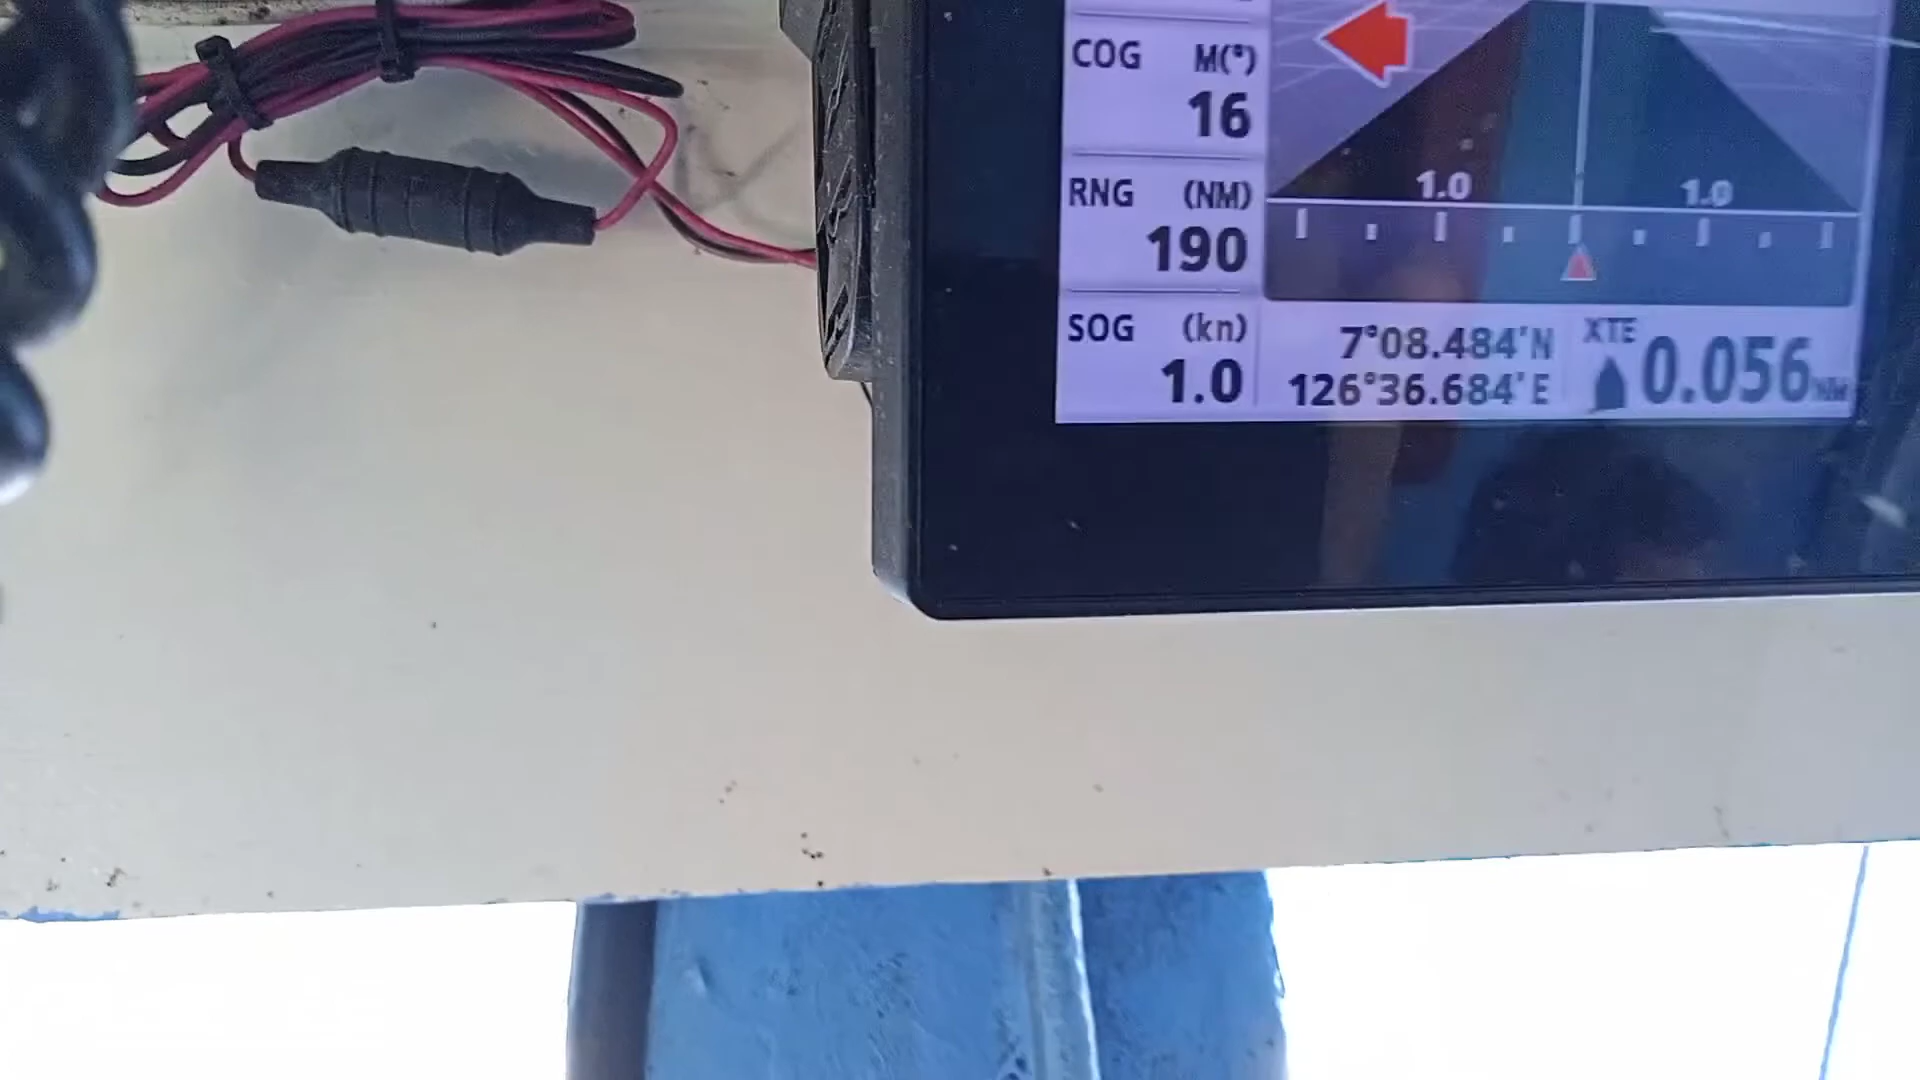 COG M(°)
16
RNG (NM)
190
SOG (kn)
1.0
1.0 1.0
7°08.484'N
126°36.684'E
XTE
0.056NM